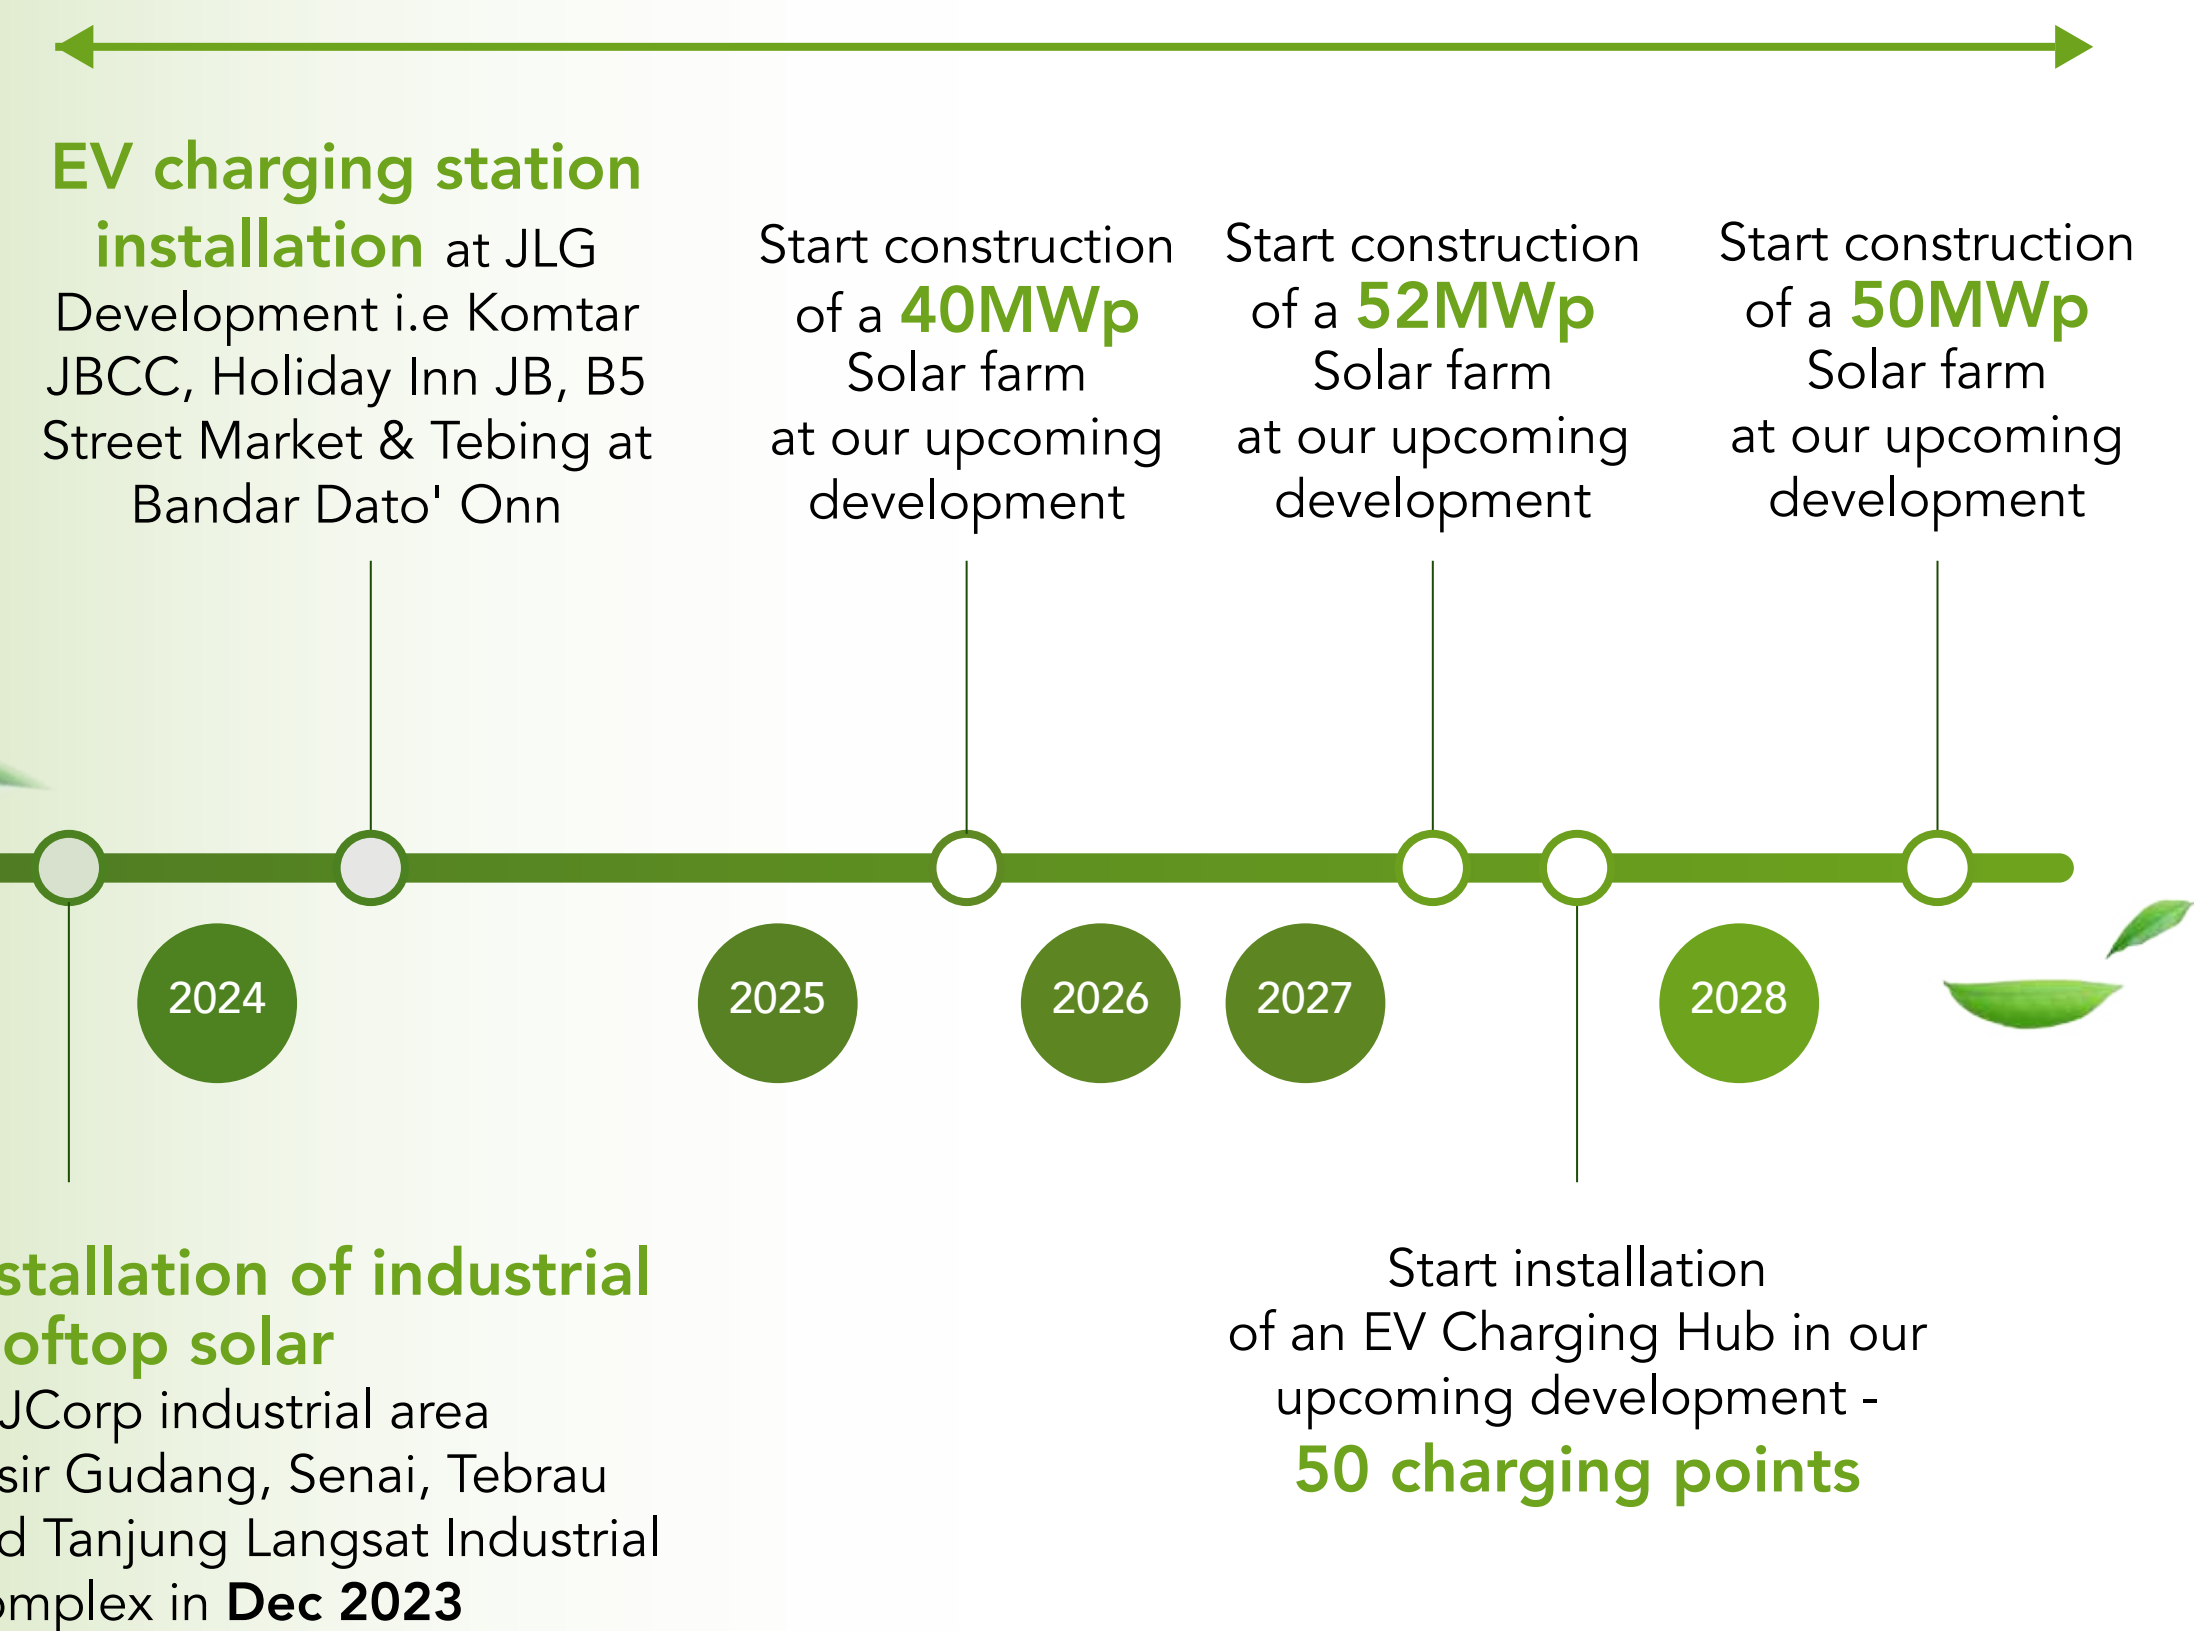 EV charging station
installation at JLG
Development i.e Komtar
JBCC, Holiday Inn JB, B5
Street Market & Tebing at
Bandar Dato' Onn
Start construction
of a 40MWp
Solar farm
at our upcoming
development
Start construction
of a 52MWp
Solar farm
at our upcoming
development
Start construction
of a 50MWp
Solar farm
at our upcoming
development
2024
2025
2026
2027
2028
stallation of industrial
oftop solar
JCorp industrial area
sir Gudang, Senai, Tebrau
d Tanjung Langsat Industrial
omplex in Dec 2023
Start installation
of an EV Charging Hub in our
upcoming development -
50 charging points